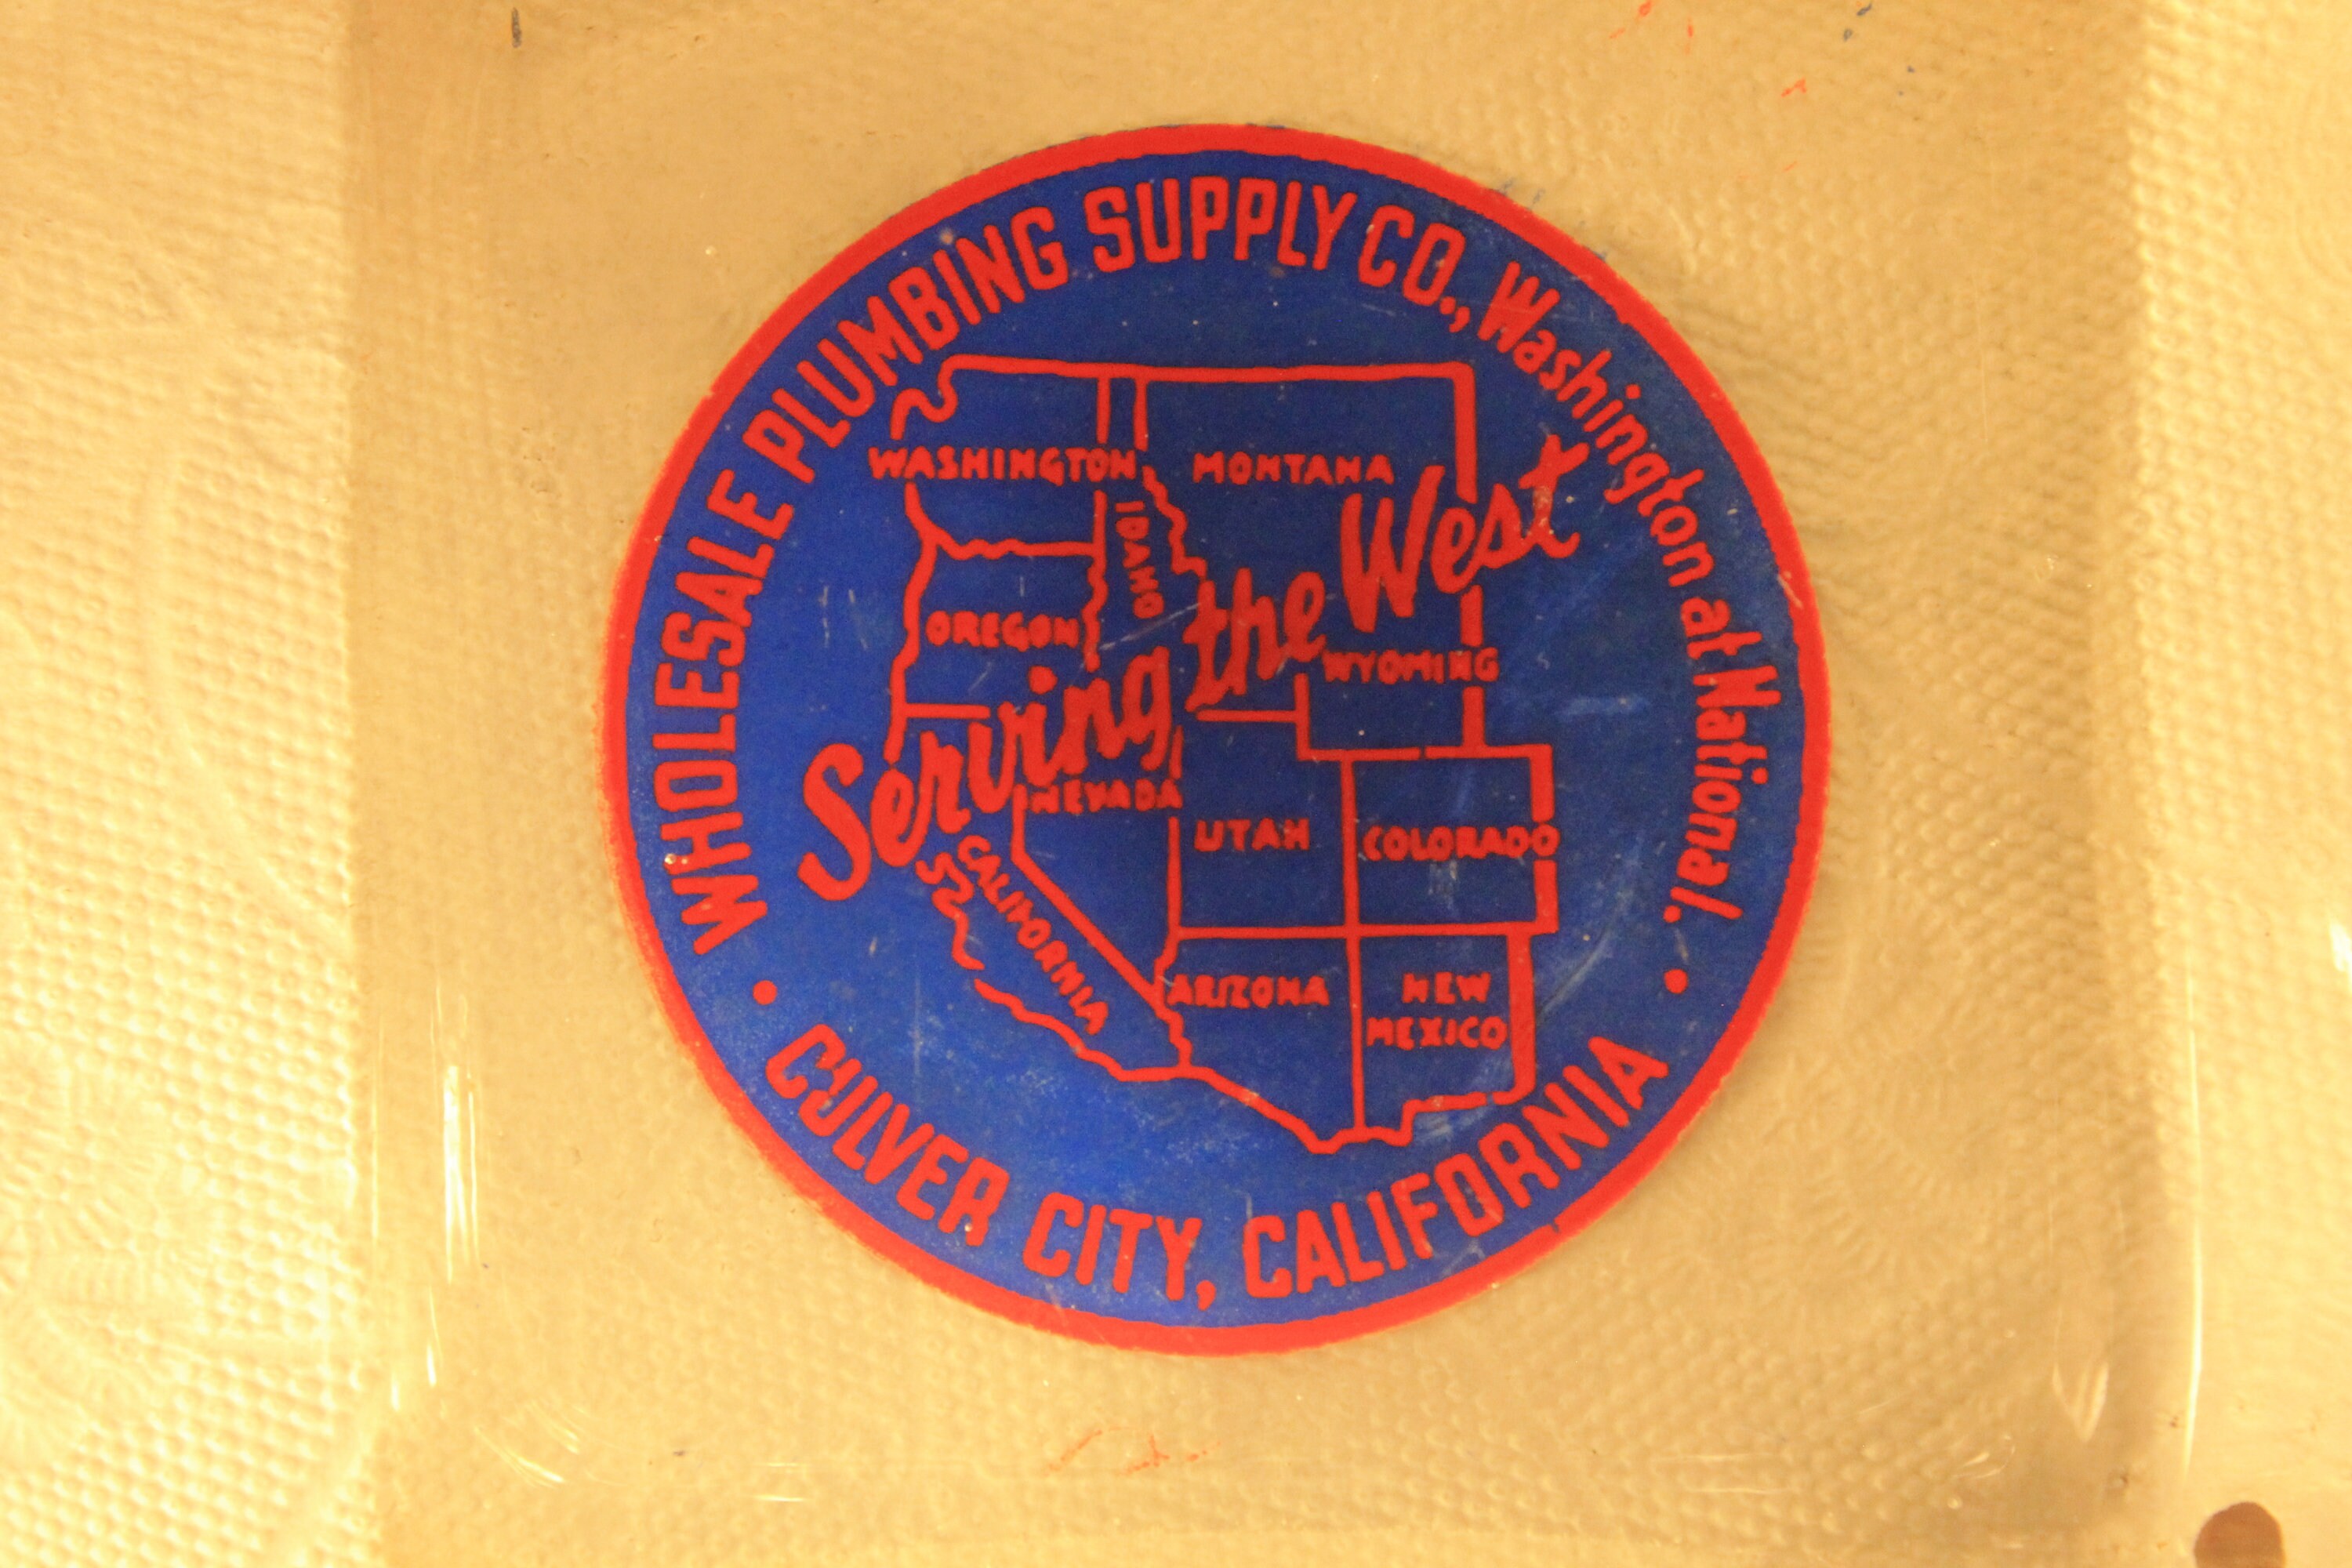 WHOLESALE PLUMBING SUPPLY CO., Washington at National.
WASHINGTON
MONTANA
IDAHO
OREGON
WYOMING
Serving the West
NEVADA
UTAH
COLORADO
CALIFORNIA
ARIZONA
NEW
MEXICO
CULVER CITY, CALIFORNIA